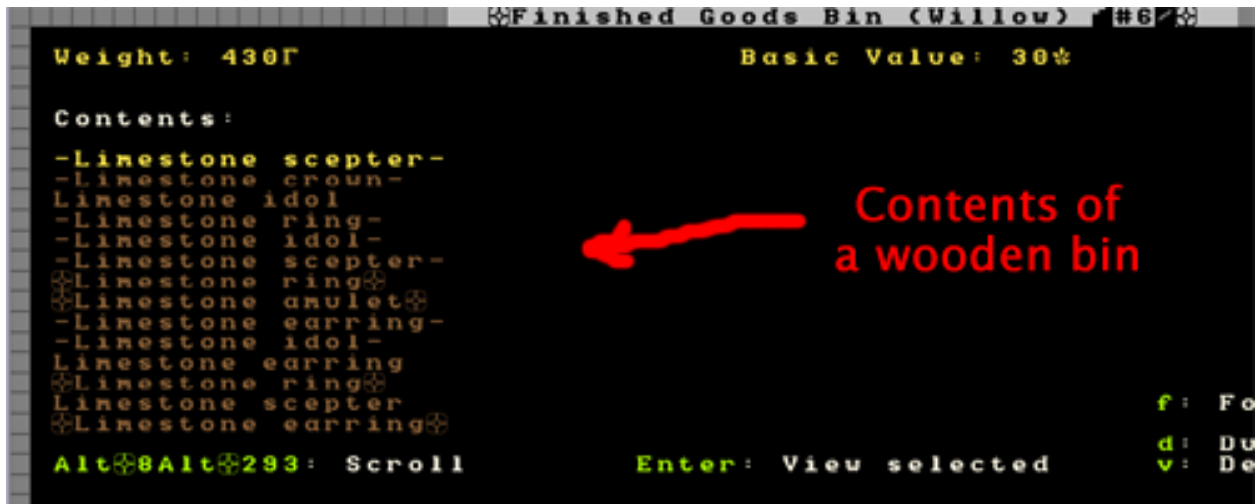 ☼Finished Goods Bin (Willow) #6☼
Weight: 430Γ Basic Value: 30☼
Contents:
-Limestone scepter-
-Limestone crown-
Limestone idol
-Limestone ring-
-Limestone idol-
-Limestone scepter-
☼Limestone ring☼
☼Limestone amulet☼
-Limestone earring-
-Limestone idol-
Limestone earring
☼Limestone ring☼
Limestone scepter
☼Limestone earring☼
Contents of
a wooden bin
f: Fo
d: Du
Alt☼8Alt☼293: Scroll Enter: View selected v: De